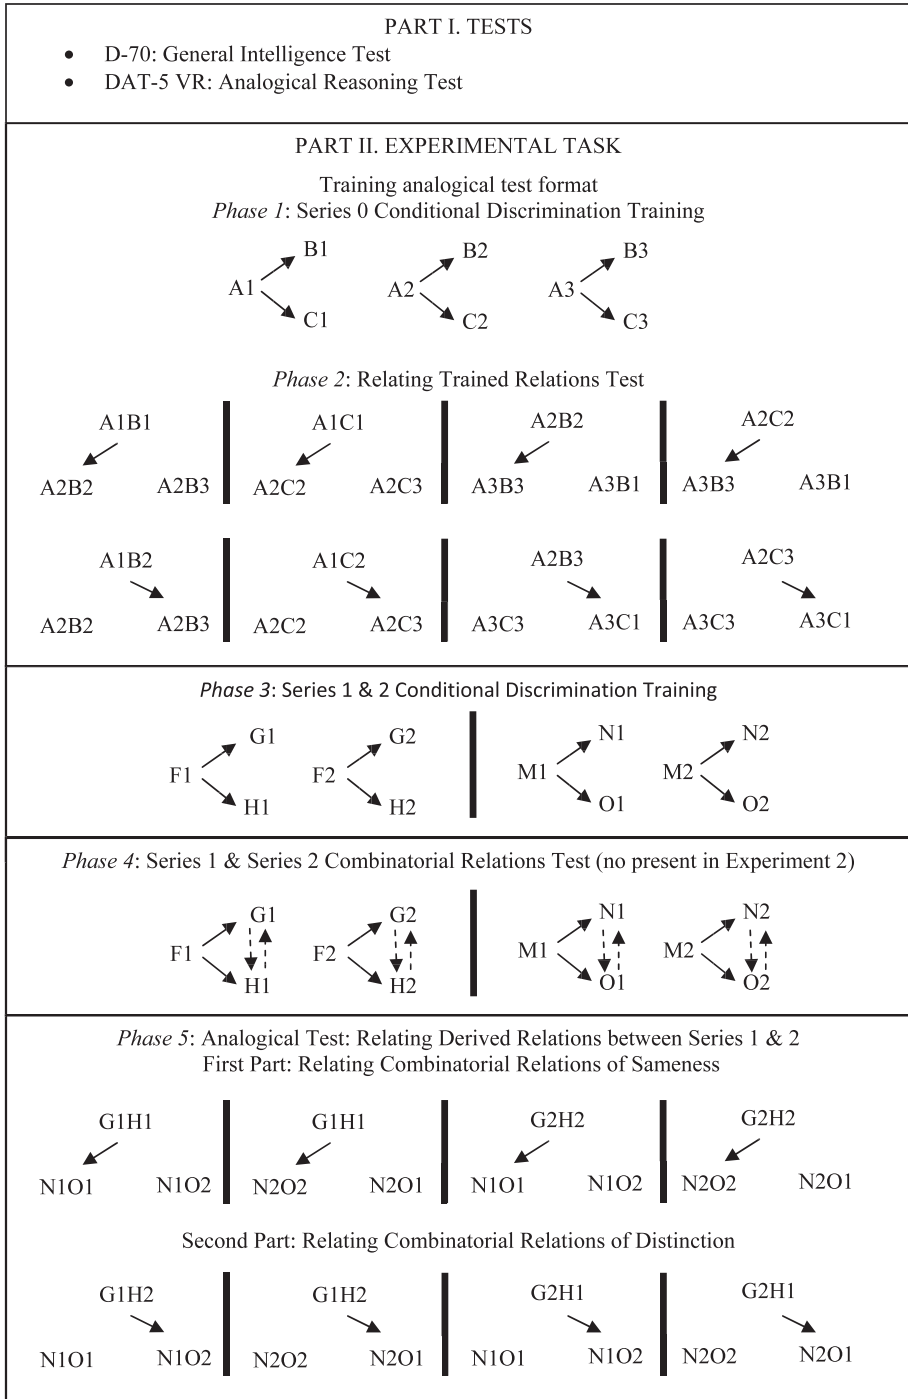 PART I. TESTS
• D-70: General Intelligence Test
• DAT-5 VR: Analogical Reasoning Test
PART II. EXPERIMENTAL TASK
Training analogical test format
Phase 1: Series 0 Conditional Discrimination Training
B1 B2 B3
A1 A2 A3
C1 C2 C3
Phase 2: Relating Trained Relations Test
A1B1 A1C1 A2B2 A2C2
A2B2 A2B3 A2C2 A2C3 A3B3 A3B1 A3B3 A3B1
A1B2 A1C2 A2B3 A2C3
A2B2 A2B3 A2C2 A2C3 A3C3 A3C1 A3C3 A3C1
Phase 3: Series 1 & 2 Conditional Discrimination Training
G1 G2 N1 N2
F1 F2 M1 M2
H1 H2 O1 O2
Phase 4: Series 1 & Series 2 Combinatorial Relations Test (no present in Experiment 2)
G1 G2 N1 N2
F1 F2 M1 M2
H1 H2 O1 O2
Phase 5: Analogical Test: Relating Derived Relations between Series 1 & 2
First Part: Relating Combinatorial Relations of Sameness
G1H1 G1H1 G2H2 G2H2
N1O1 N1O2 N2O2 N2O1 N1O1 N1O2 N2O2 N2O1
Second Part: Relating Combinatorial Relations of Distinction
G1H2 G1H2 G2H1 G2H1
N1O1 N1O2 N2O2 N2O1 N1O1 N1O2 N2O2 N2O1